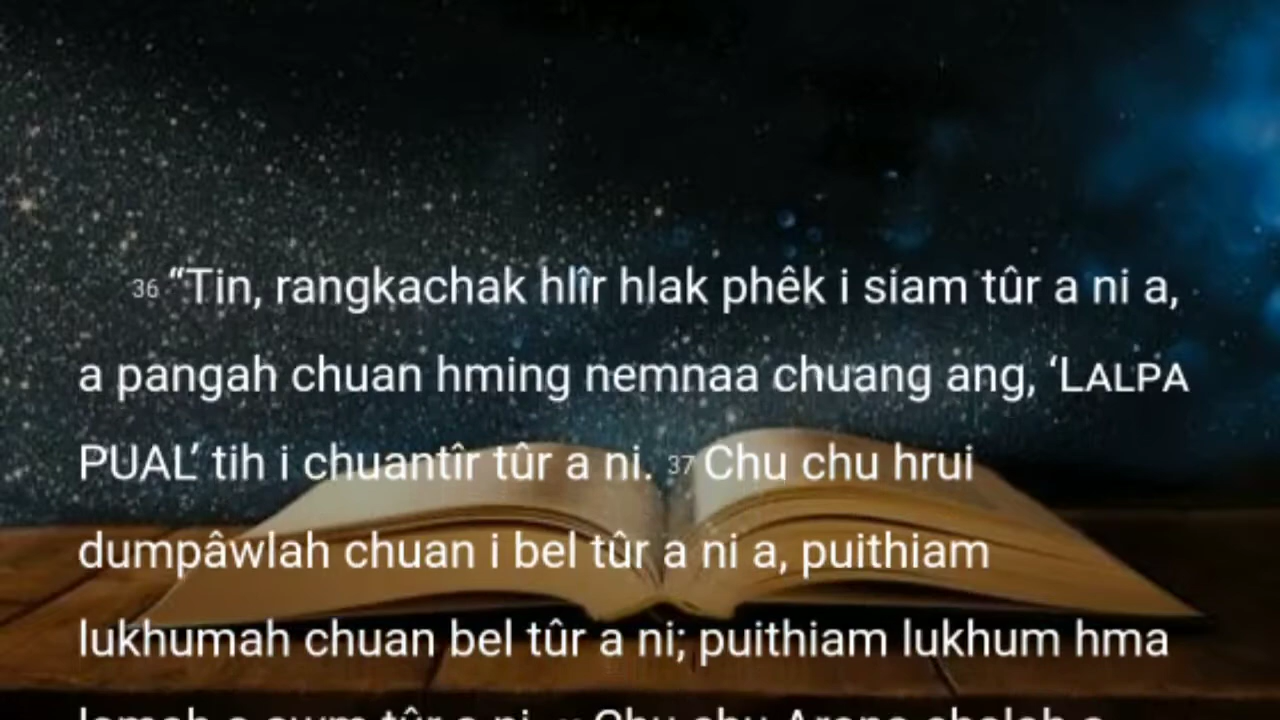 36 “Tin, rangkachak hlîr hlak phêk i siam tûr a ni a,
a pangah chuan hming nemnaa chuang ang, ‘LALPA
PUAL’ tih i chuantîr tûr a ni. 37 Chu chu hrui
dumpâwlah chuan i bel tûr a ni a, puithiam
lukhumah chuan bel tûr a ni; puithiam lukhum hma